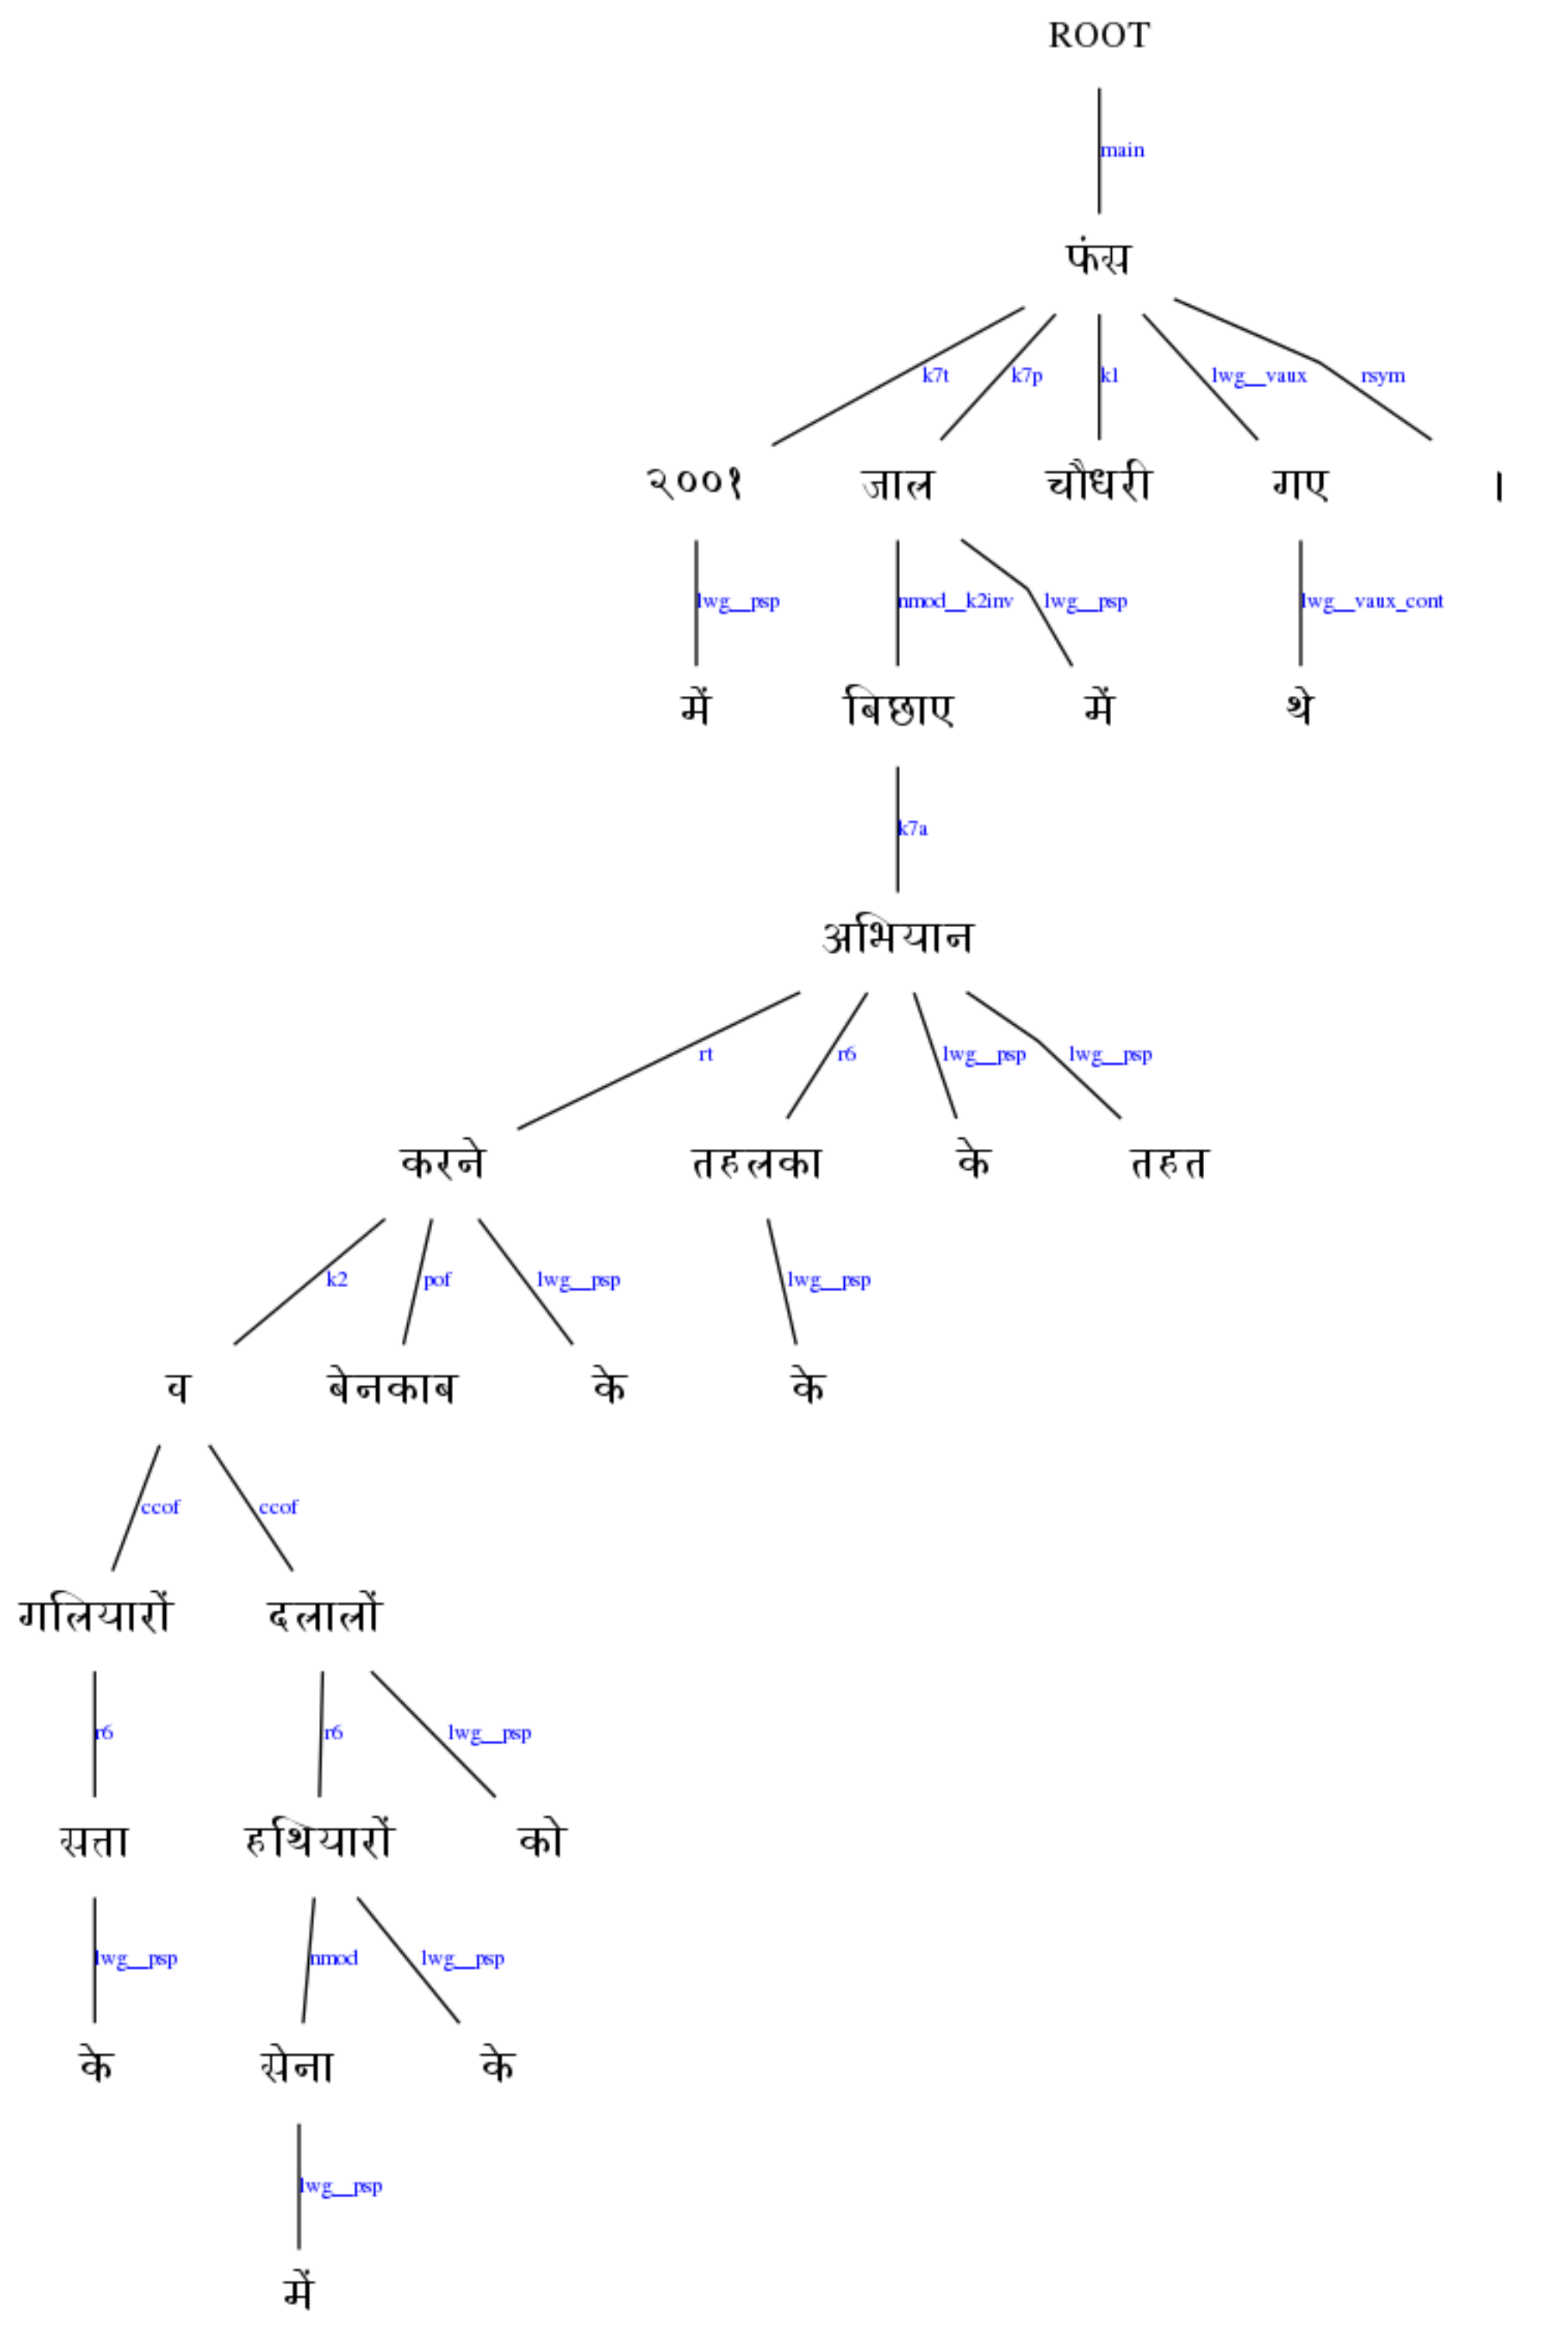 ROOT
main
फंस
k7t k7p k1 lwg__vaux rsym
२००१ जाल चौधरी गए ।
lwg__psp nmod__k2inv lwg__psp lwg__vaux_cont
में बिछाए में थे
k7a
अभियान
rt r6 lwg__psp lwg__psp
करने तहलका के तहत
k2 pof lwg__psp lwg__psp
व बेनकाब के के
ccof ccof
गलियारों दलालों
r6 r6 lwg__psp
सत्ता हथियारों को
lwg__psp nmod lwg__psp
के सेना के
lwg__psp
में